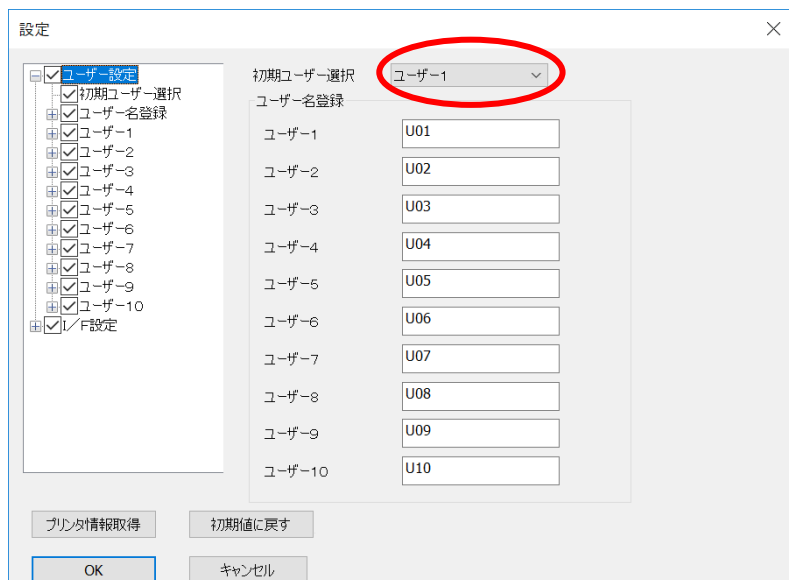 設定
ユーザー設定
初期ユーザー選択
ユーザー名登録
ユーザー1
ユーザー2
ユーザー3
ユーザー4
ユーザー5
ユーザー6
ユーザー7
ユーザー8
ユーザー9
ユーザー10
I/F設定
初期ユーザー選択 ユーザー1
ユーザー名登録
ユーザー1 U01
ユーザー2 U02
ユーザー3 U03
ユーザー4 U04
ユーザー5 U05
ユーザー6 U06
ユーザー7 U07
ユーザー8 U08
ユーザー9 U09
ユーザー10 U10
プリンタ情報取得 初期値に戻す
OK キャンセル